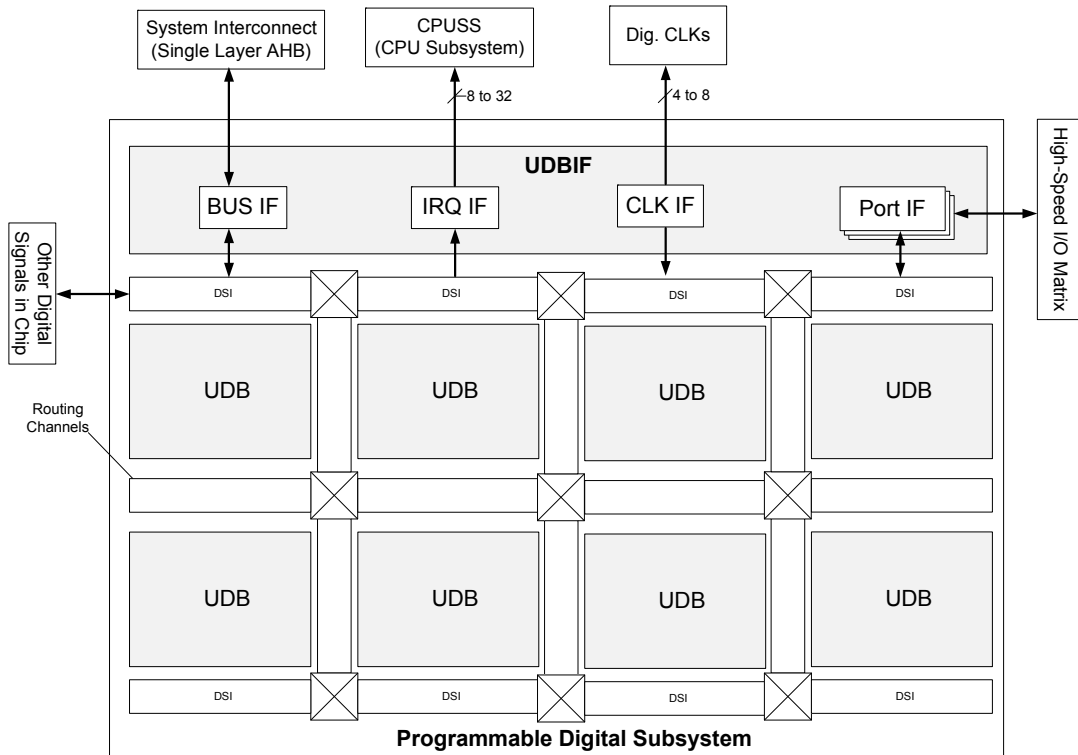 System Interconnect
(Single Layer AHB)
CPUSS
(CPU Subsystem)
Dig. CLKs
8 to 32
4 to 8
High-Speed I/O Matrix
UDBIF
BUS IF
IRQ IF
CLK IF
Port IF
Other Digital
Signals in Chip
DSI
DSI
DSI
DSI
UDB
UDB
UDB
UDB
Routing
Channels
UDB
UDB
UDB
UDB
DSI
DSI
DSI
DSI
Programmable Digital Subsystem